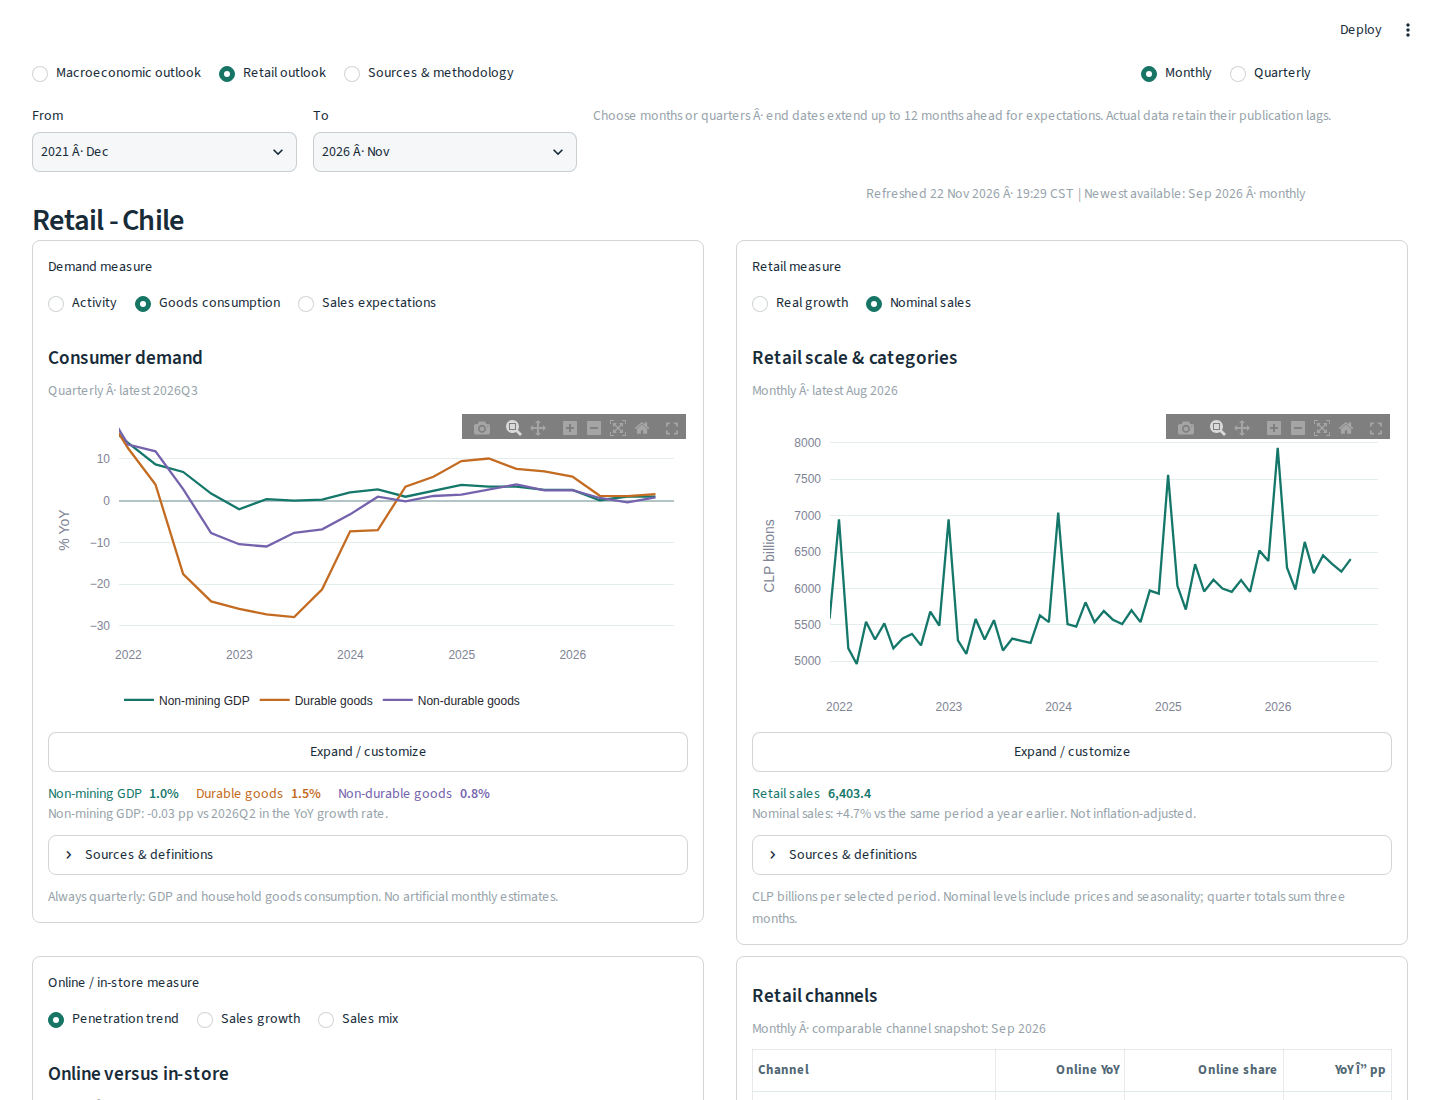 Deploy
Macroeconomic outlook Retail outlook Sources & methodology Monthly Quarterly
From To Choose months or quarters Â· end dates extend up to 12 months ahead for expectations. Actual data retain their publication lags.
2021 Â· Dec 2026 Â· Nov
Refreshed 22 Nov 2026 Â· 19:29 CST | Newest available: Sep 2026 Â· monthly
Retail - Chile
Demand measure
Activity Goods consumption Sales expectations
Consumer demand
Quarterly Â· latest 2026Q3
10
0
−10
−20
−30
% YoY
2022 2023 2024 2025 2026
Non-mining GDP Durable goods Non-durable goods
Expand / customize
Non-mining GDP 1.0% Durable goods 1.5% Non-durable goods 0.8%
Non-mining GDP: -0.03 pp vs 2026Q2 in the YoY growth rate.
Sources & definitions
Always quarterly: GDP and household goods consumption. No artificial monthly estimates.
Retail measure
Real growth Nominal sales
Retail scale & categories
Monthly Â· latest Aug 2026
8000
7500
7000
6500
6000
5500
5000
CLP billions
2022 2023 2024 2025 2026
Expand / customize
Retail sales 6,403.4
Nominal sales: +4.7% vs the same period a year earlier. Not inflation-adjusted.
Sources & definitions
CLP billions per selected period. Nominal levels include prices and seasonality; quarter totals sum three
months.
Online / in-store measure
Penetration trend Sales growth Sales mix
Online versus in-store
Retail channels
Monthly Â· comparable channel snapshot: Sep 2026
Channel Online YoY Online share YoY Î” pp